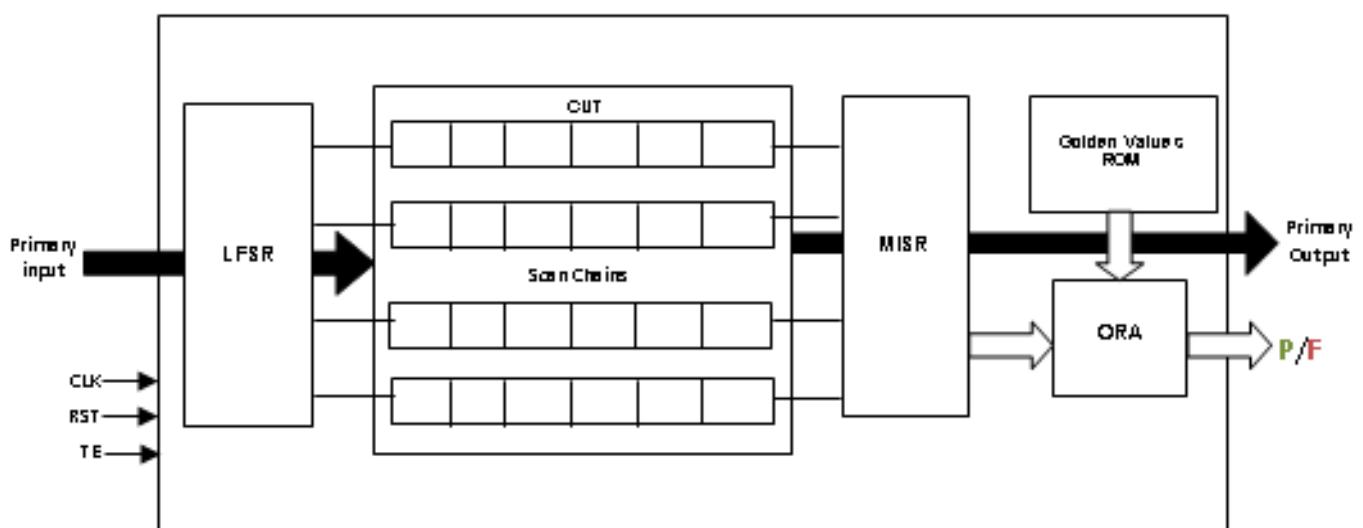 CUT
Golden Values
ROM
Primary
input
LFSR
MISR
Primary
Output
Scan Chains
ORA
P/F
CLK
RST
TE